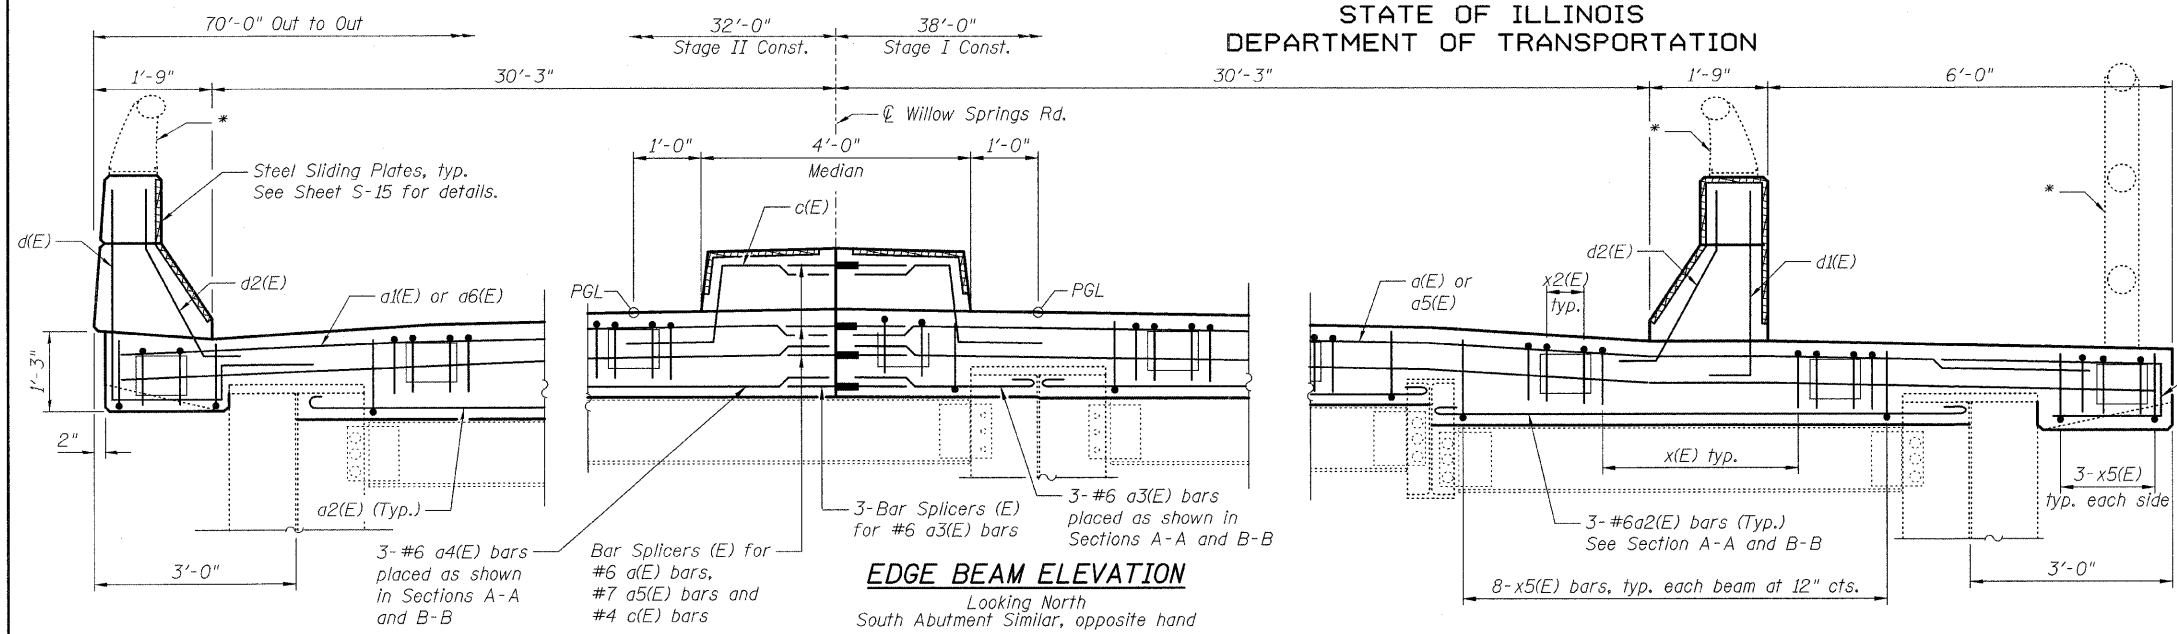 STATE OF ILLINOIS
DEPARTMENT OF TRANSPORTATION
70'-0" Out to Out
32'-0"
Stage II Const.
38'-0"
Stage I Const.
1'-9"
30'-3"
30'-3"
1'-9"
6'-0"
*
℄ Willow Springs Rd.
*
1'-0"
4'-0"
1'-0"
Median
Steel Sliding Plates, typ.
See Sheet S-15 for details.
*
c(E)
d(E)
d2(E)
a1(E) or a6(E)
PGL
PGL
a(E) or
a5(E)
x2(E)
typ.
d2(E)
d1(E)
1'-3"
2"
a2(E) (Typ.)
x(E) typ.
3-x5(E)
typ. each side
3'-0"
3-#6 a4(E) bars
placed as shown
in Sections A-A
and B-B
Bar Splicers (E) for
#6 a(E) bars,
#7 a5(E) bars and
#4 c(E) bars
3-Bar Splicers (E)
for #6 a3(E) bars
3-#6 a3(E) bars
placed as shown in
Sections A-A and B-B
3-#6a2(E) bars (Typ.)
See Section A-A and B-B
8-x5(E) bars, typ. each beam at 12" cts.
3'-0"
EDGE BEAM ELEVATION
Looking North
South Abutment Similar, opposite hand